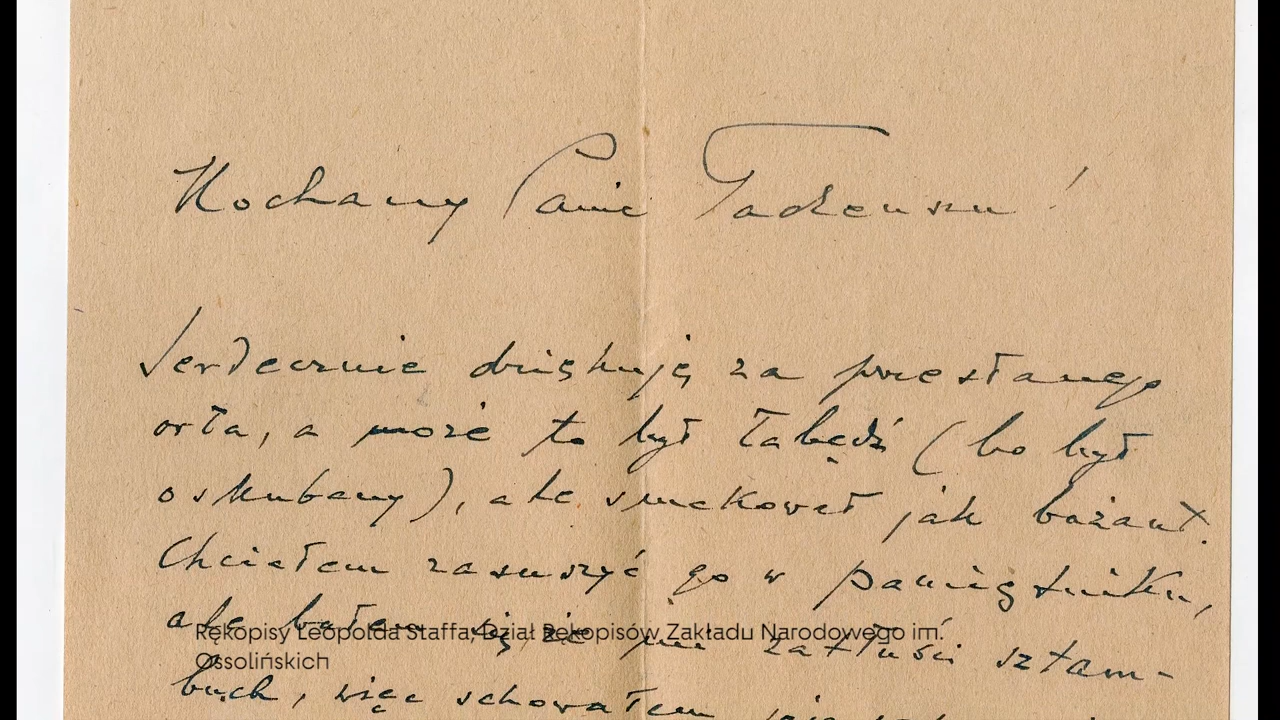 Kochany Panie Tadeuszu!
Serdecznie dziękuję za przesłanego
orła, a może to był łabędź (bo był
oskubany), ale smakował jak bażant.
Chciałem zasuszyć go w pamiętniku,
ale bałem się, że mi zatłuści sztam-
Rękopisy Leopolda Staffa, Dział Rękopisów Zakładu Narodowego im.
Ossolińskich
buch, więc schowałem